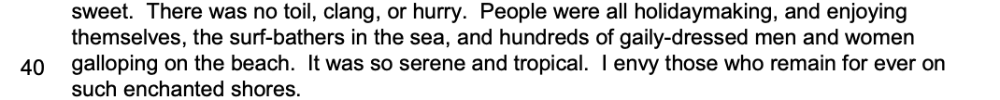 sweet.  There was no toil, clang, or hurry.  People were all holidaymaking, and enjoying
themselves, the surf-bathers in the sea, and hundreds of gaily-dressed men and women
40 galloping on the beach.  It was so serene and tropical.  I envy those who remain for ever on
such enchanted shores.